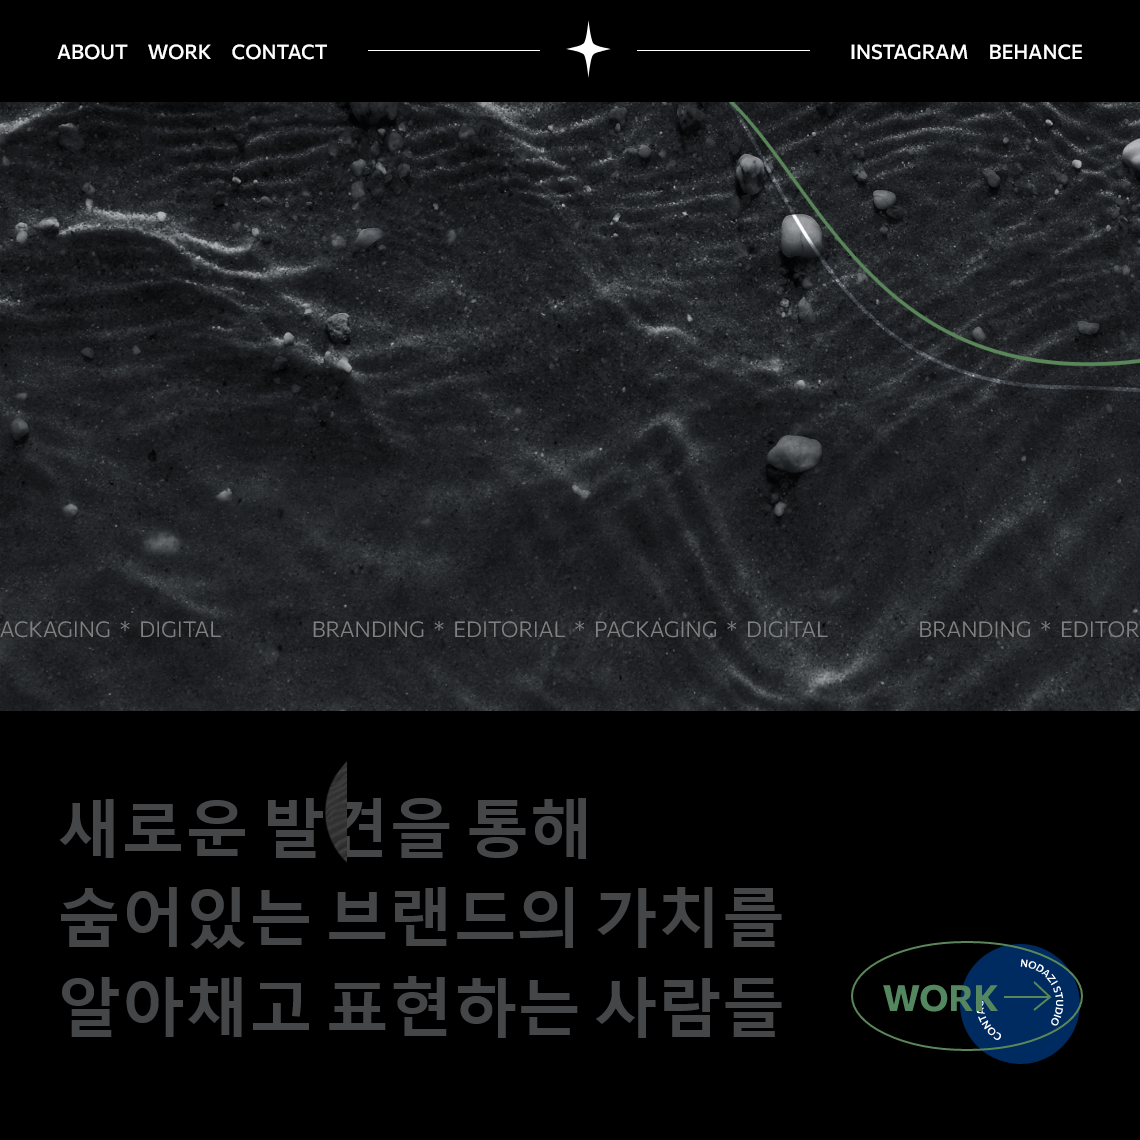 ABOUT WORK CONTACT INSTAGRAM BEHANCE
ACKAGING * DIGITAL BRANDING * EDITORIAL * PACKAGING * DIGITAL BRANDING * EDITOR
새로운 발견을 통해
숨어있는 브랜드의 가치를
알아채고 표현하는 사람들
WORK
NODAZI STUDIO
CONTA